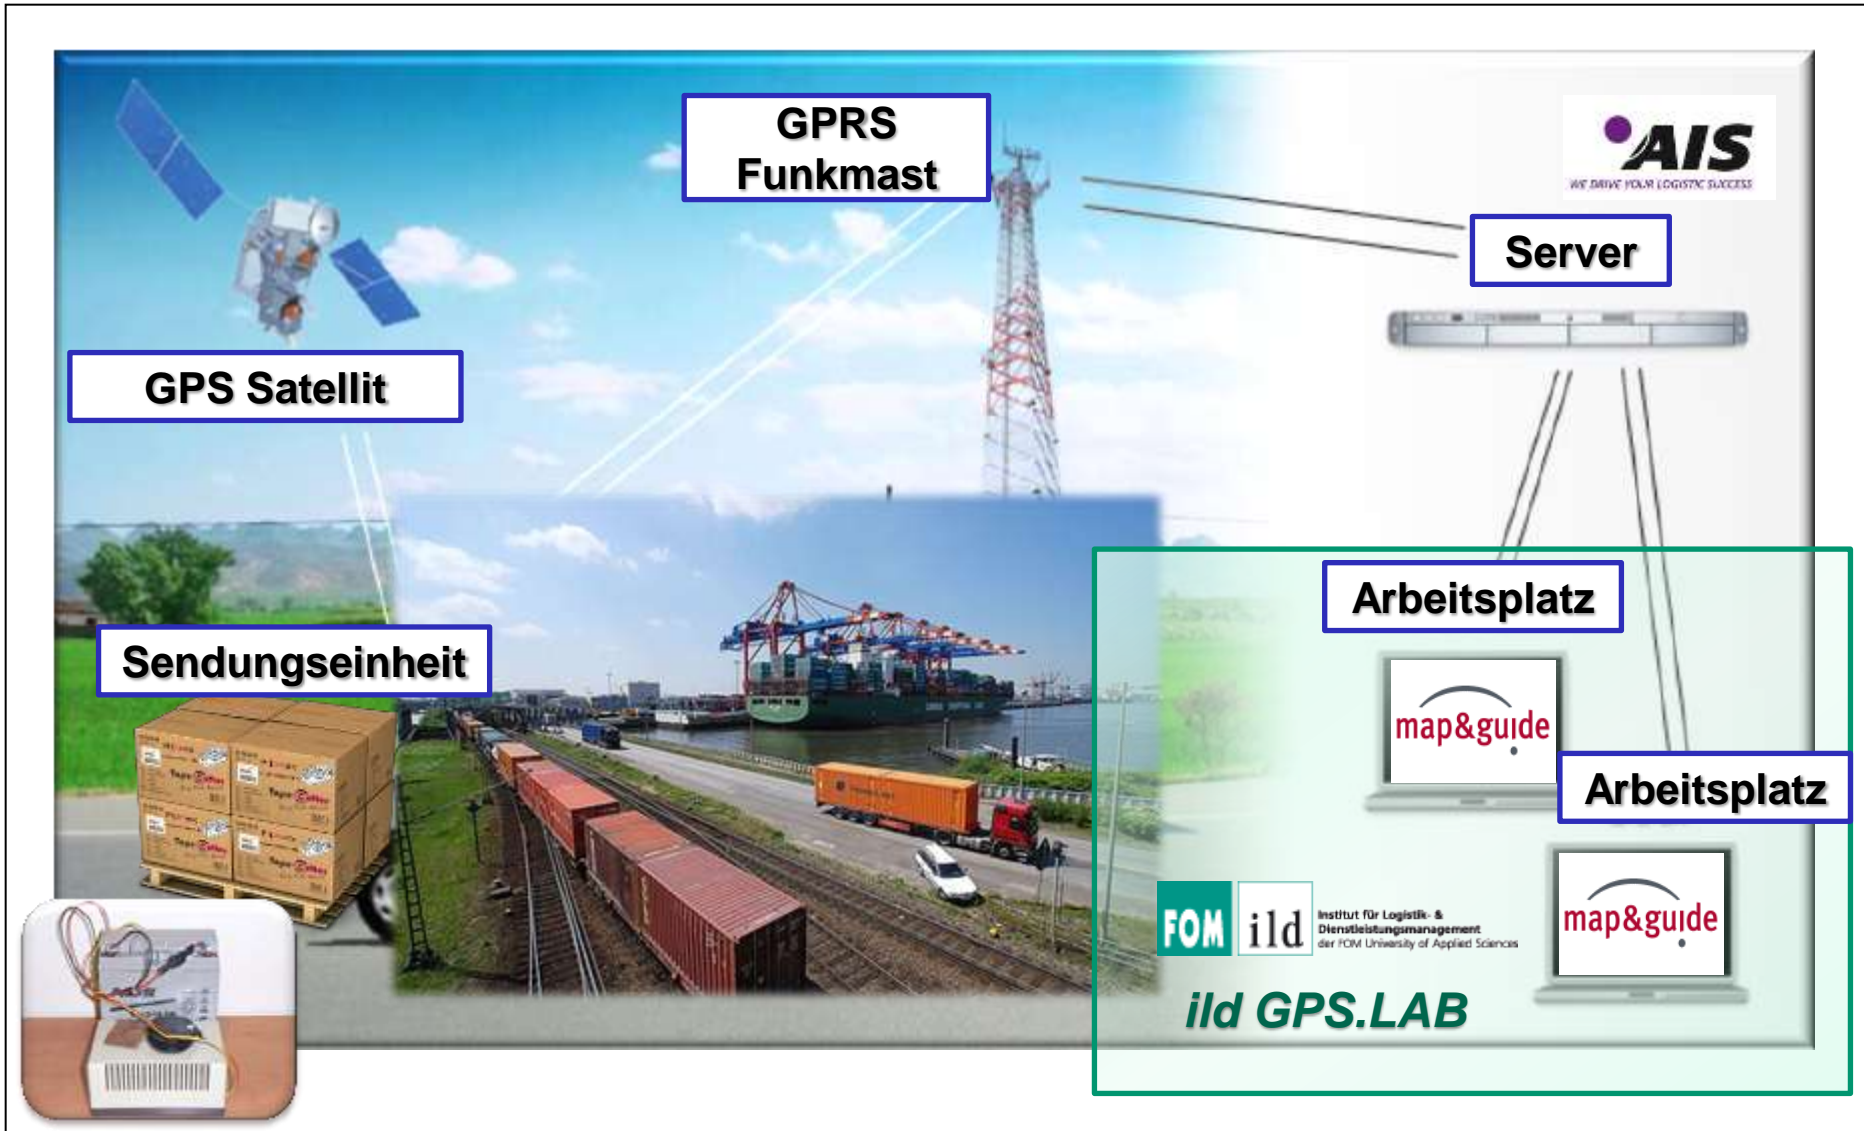 GPRS
Funkmast
AIS
WE DRIVE YOUR LOGISTIC SUCCESS
Server
GPS Satellit
Arbeitsplatz
Sendungseinheit
map&guide
Arbeitsplatz
map&guide
FOM
ild
Institut für Logistik- &
Dienstleistungsmanagement
der FOM University of Applied Sciences
ild GPS.LAB